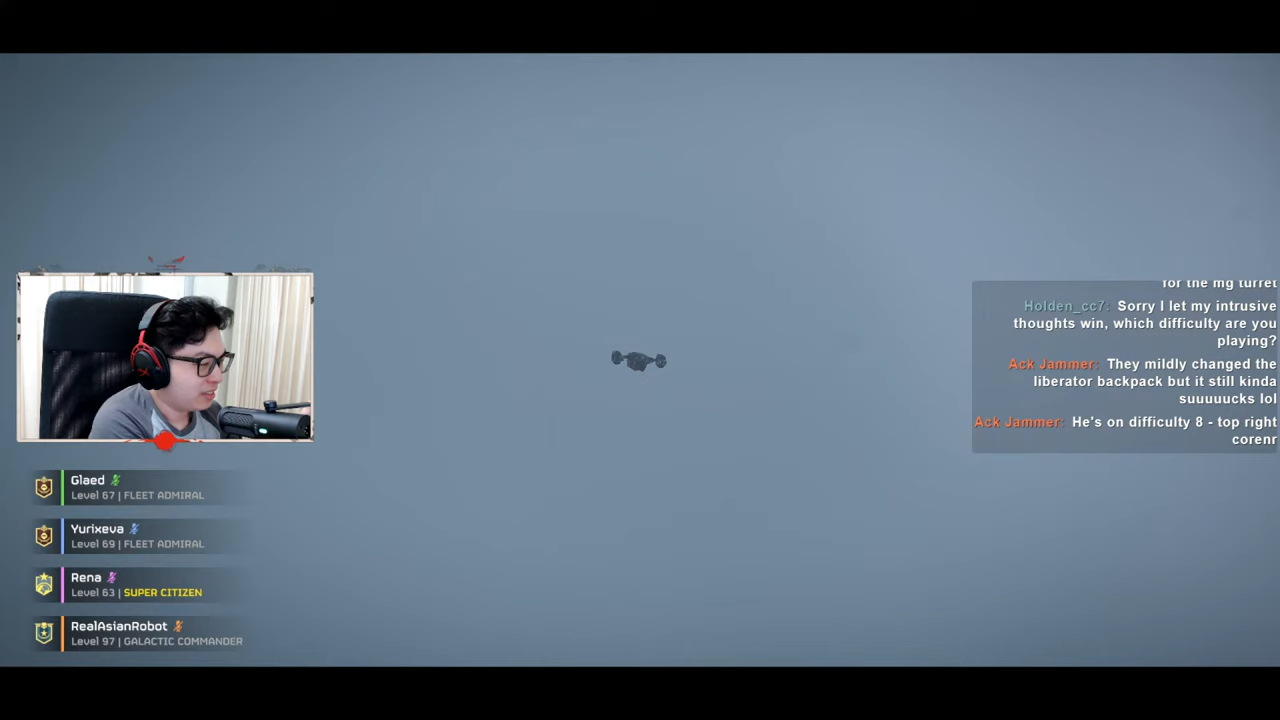 for the mg turret
Holden_cc7: Sorry I let my intrusive
thoughts win, which difficulty are you
playing?
Ack Jammer: They mildly changed the
liberator backpack but it still kinda
suuuuucks lol
Ack Jammer: He's on difficulty 8 - top right
corenr
Glaed
Level 67 | FLEET ADMIRAL
Yurixeva
Level 69 | FLEET ADMIRAL
Rena
Level 63 | SUPER CITIZEN
RealAsianRobot
Level 97 | GALACTIC COMMANDER